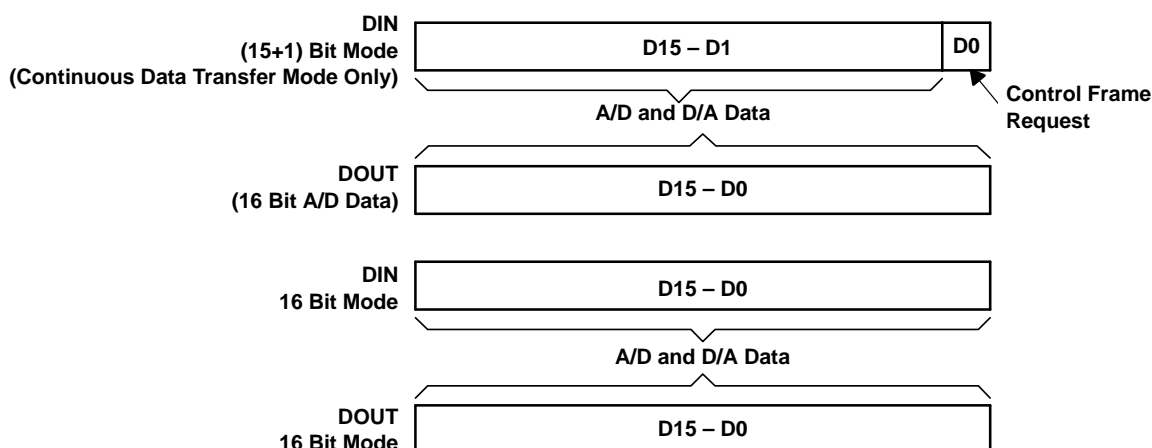 DIN
(15+1) Bit Mode
(Continuous Data Transfer Mode Only)
D15 – D1
D0
Control Frame
Request
A/D and D/A Data
DOUT
(16 Bit A/D Data)
D15 – D0
DIN
16 Bit Mode
D15 – D0
A/D and D/A Data
DOUT
16 Bit Mode
D15 – D0